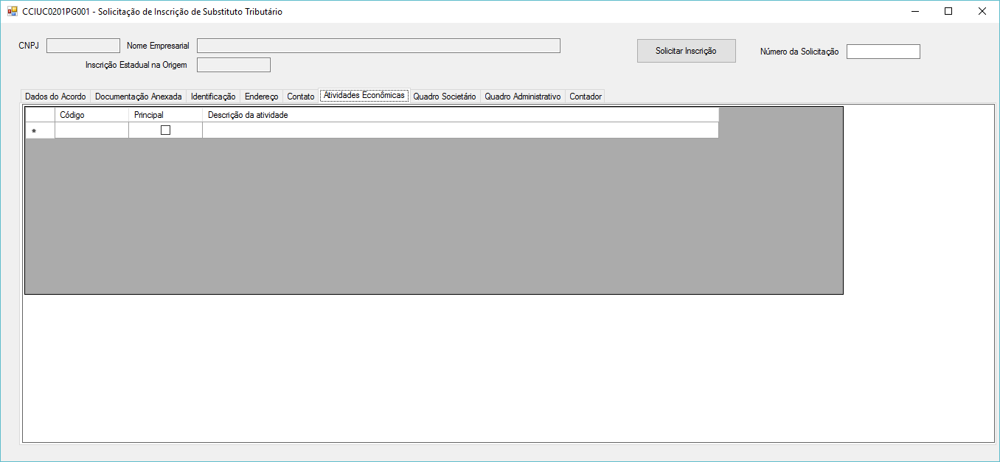 CCIUC0201PG001 - Solicitação de Inscrição de Substituto Tributário
CNPJ Nome Empresarial Solicitar Inscrição Número da Solicitação
Inscrição Estadual na Origem
Dados do Acordo Documentação Anexada Identificação Endereço Contato Atividades Econômicas Quadro Societário Quadro Administrativo Contador
Código Principal Descrição da atividade
*